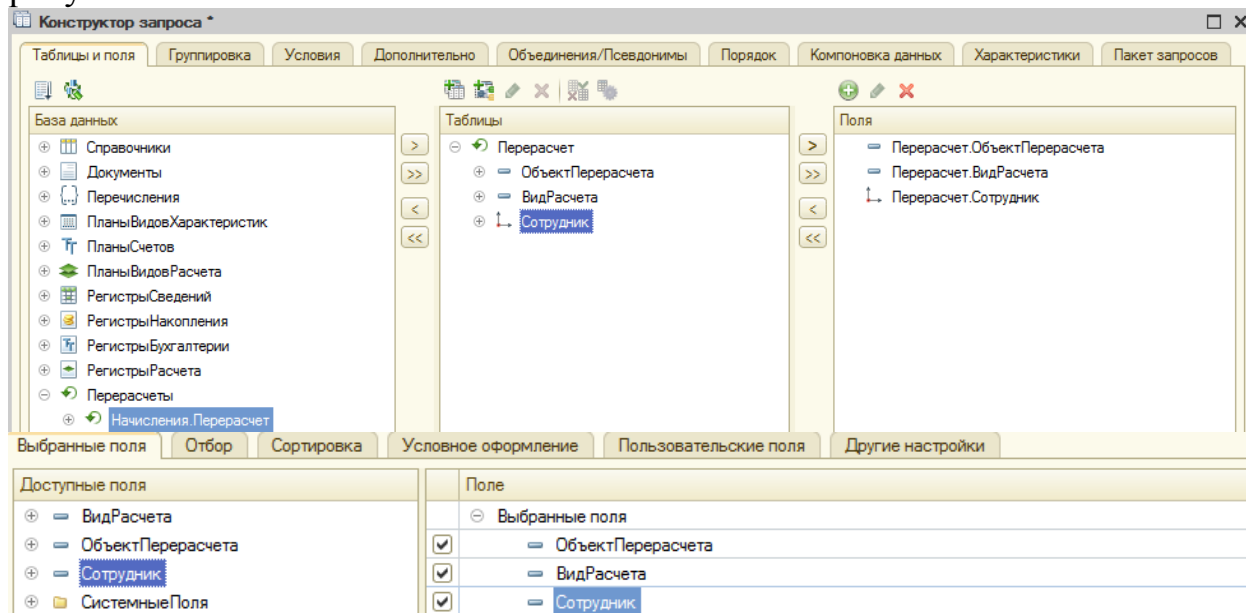 Конструктор запроса *
Таблицы и поля Группировка Условия Дополнительно Объединения/Псевдонимы Порядок Компоновка данных Характеристики Пакет запросов
База данных
Справочники
Документы
Перечисления
ПланыВидовХарактеристик
ПланыСчетов
ПланыВидовРасчета
РегистрыСведений
РегистрыНакопления
РегистрыБухгалтерии
РегистрыРасчета
Перерасчеты
Начисления.Перерасчет
>
>>
<
<<
Таблицы
Перерасчет
ОбъектПерерасчета
ВидРасчета
Сотрудник
>
>>
<
<<
Поля
Перерасчет.ОбъектПерерасчета
Перерасчет.ВидРасчета
Перерасчет.Сотрудник
Выбранные поля Отбор Сортировка Условное оформление Пользовательские поля Другие настройки
Доступные поля
ВидРасчета
ОбъектПерерасчета
Сотрудник
СистемныеПоля
Поле
Выбранные поля
ОбъектПерерасчета
ВидРасчета
Сотрудник